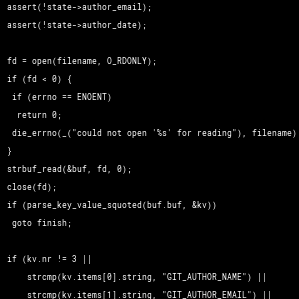 assert(!state->author_email);
assert(!state->author_date);

fd = open(filename, O_RDONLY);
if (fd < 0) {
 if (errno == ENOENT)
  return 0;
 die_errno(_("could not open '%s' for reading"), filename)
}
strbuf_read(&buf, fd, 0);
close(fd);
if (parse_key_value_squoted(buf.buf, &kv))
 goto finish;

if (kv.nr != 3 ||
    strcmp(kv.items[0].string, "GIT_AUTHOR_NAME") ||
    strcmp(kv.items[1].string, "GIT_AUTHOR_EMAIL") ||